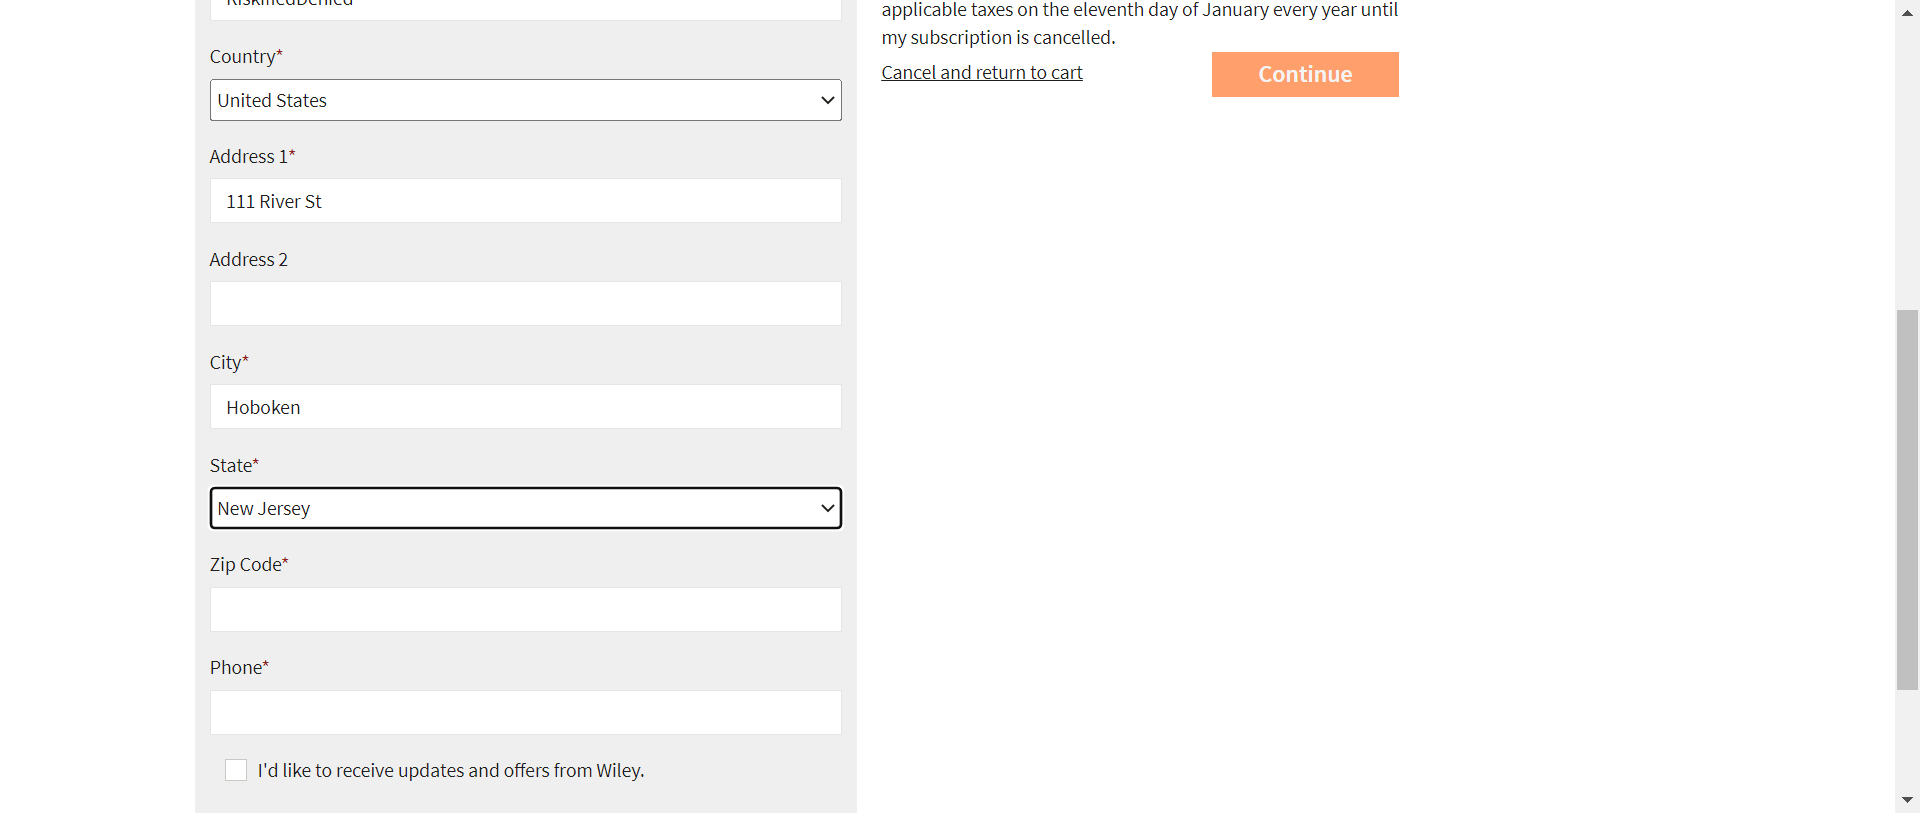 RiskifiedDenied
Country*
United States
Address 1*
111 River St
Address 2
City*
Hoboken
State*
New Jersey
Zip Code*
Phone*
I'd like to receive updates and offers from Wiley.
applicable taxes on the eleventh day of January every year until
my subscription is cancelled.
Cancel and return to cart
Continue